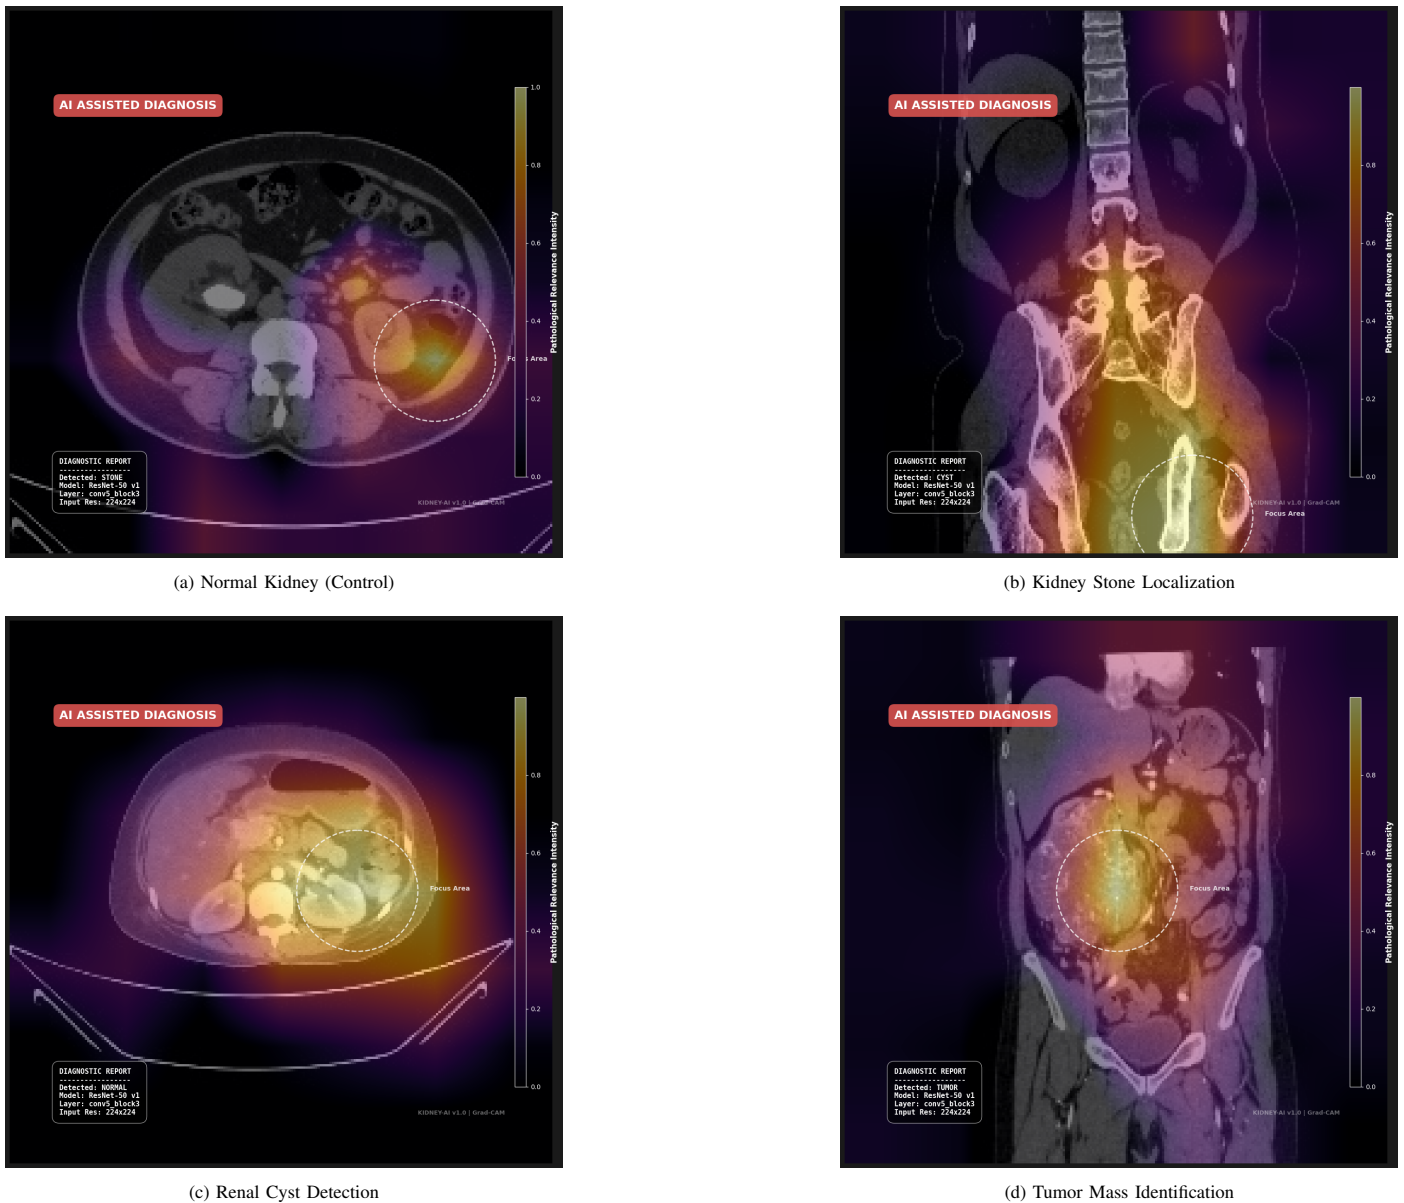 AI ASSISTED DIAGNOSIS
1.0
0.8
0.6
0.4
0.2
0.0
Pathological Relevance Intensity
Focus Area
DIAGNOSTIC REPORT
-----------------
Detected: STONE
Model: ResNet-50 v1
Layer: conv5_block3
Input Res: 224x224
KIDNEY-AI v1.0 | Grad-CAM
(a) Normal Kidney (Control)
AI ASSISTED DIAGNOSIS
0.8
0.6
0.4
0.2
0.0
Pathological Relevance Intensity
DIAGNOSTIC REPORT
-----------------
Detected: CYST
Model: ResNet-50 v1
Layer: conv5_block3
Input Res: 224x224
KIDNEY-AI v1.0 | Grad-CAM
Focus Area
(b) Kidney Stone Localization
AI ASSISTED DIAGNOSIS
0.8
0.6
0.4
0.2
0.0
Pathological Relevance Intensity
Focus Area
DIAGNOSTIC REPORT
-----------------
Detected: NORMAL
Model: ResNet-50 v1
Layer: conv5_block3
Input Res: 224x224
KIDNEY-AI v1.0 | Grad-CAM
(c) Renal Cyst Detection
AI ASSISTED DIAGNOSIS
0.8
0.6
0.4
0.2
0.0
Pathological Relevance Intensity
Focus Area
DIAGNOSTIC REPORT
-----------------
Detected: TUMOR
Model: ResNet-50 v1
Layer: conv5_block3
Input Res: 224x224
KIDNEY-AI v1.0 | Grad-CAM
(d) Tumor Mass Identification